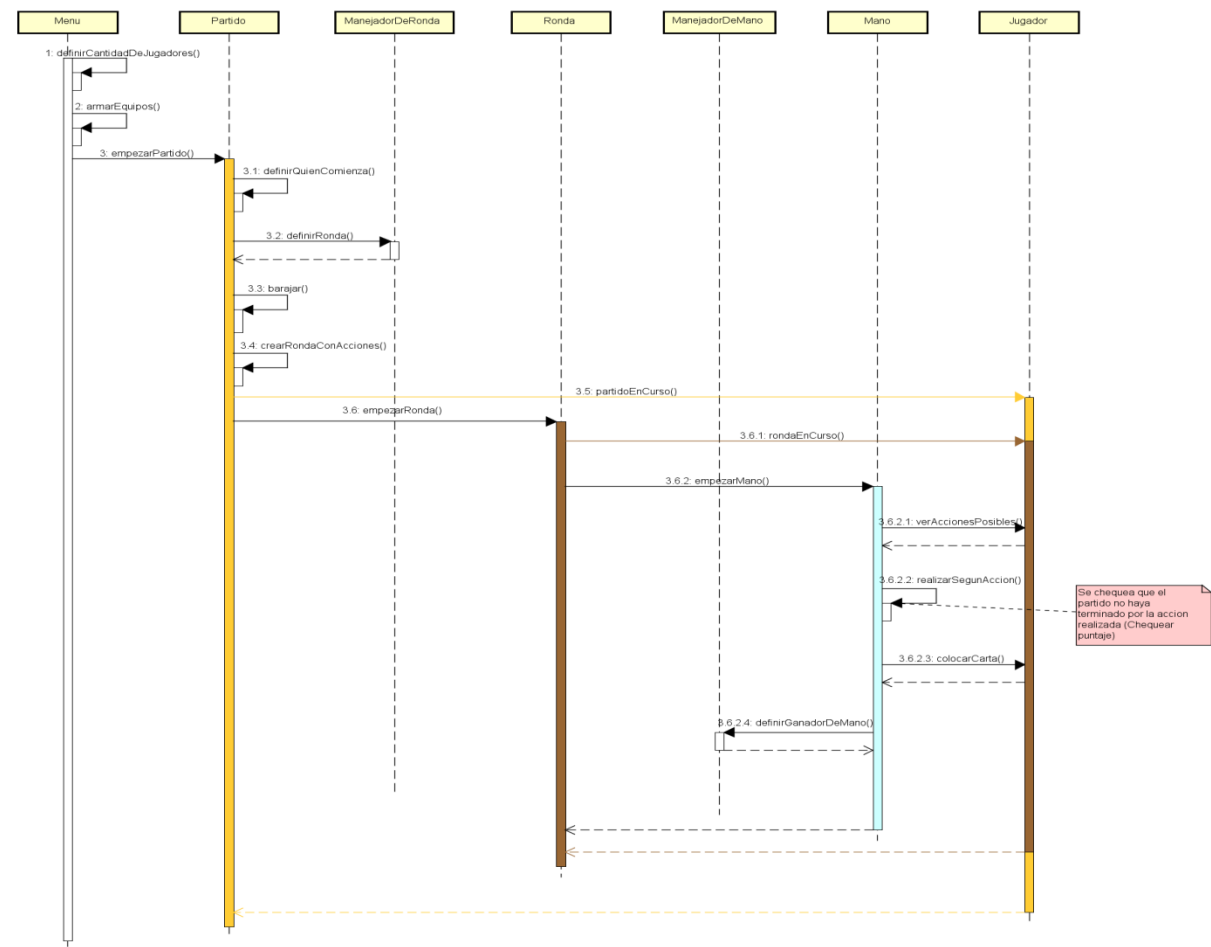 Menu
Partido
ManejadorDeRonda
Ronda
ManejadorDeMano
Mano
Jugador
1: definirCantidadDeJugadores()
2: armarEquipos()
3: empezarPartido()
3.1: definirQuienComienza()
3.2: definirRonda()
3.3: barajar()
3.4: crearRondaConAcciones()
3.5: partidoEnCurso()
3.6: empezarRonda()
3.6.1: rondaEnCurso()
3.6.2: empezarMano()
3.6.2.1: verAccionesPosibles()
3.6.2.2: realizarSegunAccion()
Se chequea que el
partido no haya
terminado por la accion
realizada (Chequear
puntaje)
3.6.2.3: colocarCarta()
3.6.2.4: definirGanadorDeMano()